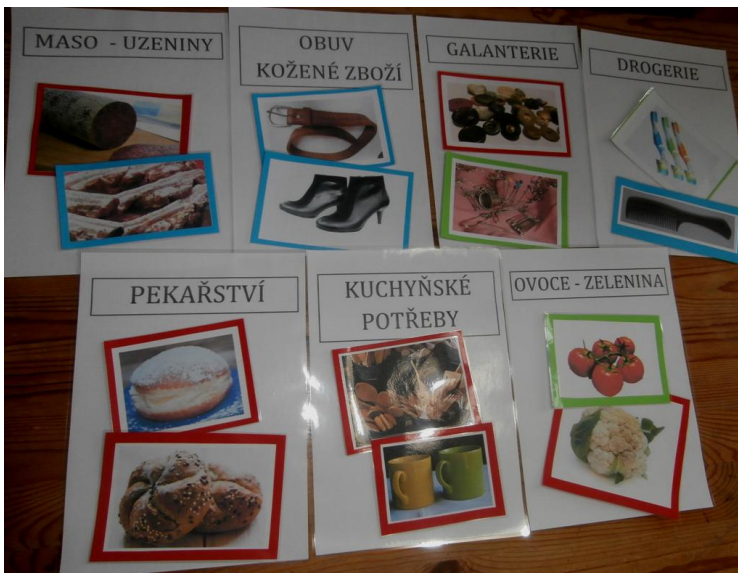 MASO - UZENINY
OBUV
KOŽENÉ ZBOŽÍ
GALANTERIE
DROGERIE
PEKAŘSTVÍ
KUCHYŇSKÉ
POTŘEBY
OVOCE - ZELENINA